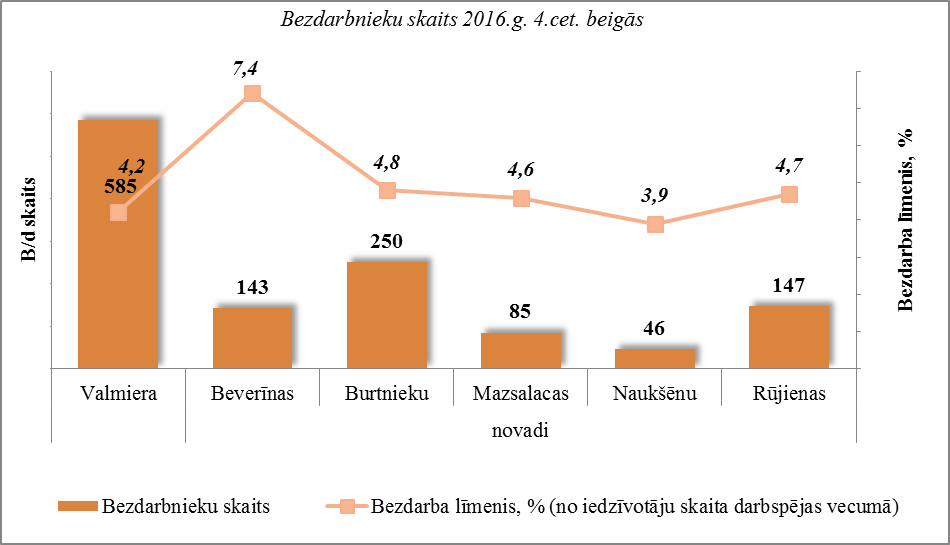 Bezdarbnieku skaits 2016.g. 4.cet. beigās
B/d skaits
Bezdarba līmenis, %
4,2
7,4
4,8
4,6
3,9
4,7
585
143
250
85
46
147
Valmiera
Beverīnas
Burtnieku
Mazsalacas
Naukšēnu
Rūjienas
novadi
Bezdarbnieku skaits
Bezdarba līmenis, % (no iedzīvotāju skaita darbspējas vecumā)